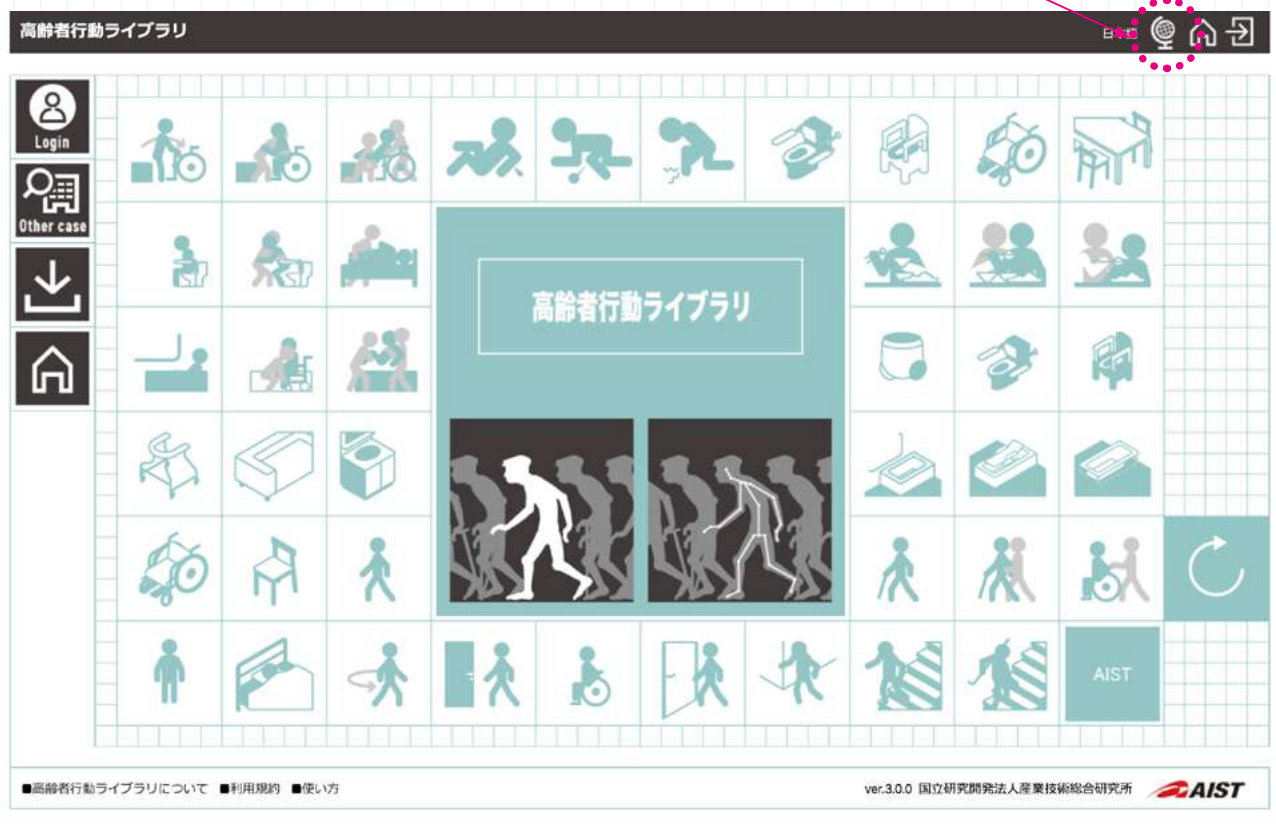 高齢者行動ライブラリ
日本語
Login
Other case
高齢者行動ライブラリ
AIST
■高齢者行動ライブラリについて ■利用規約 ■使い方
ver.3.0.0 国立研究開発法人産業技術総合研究所 AIST